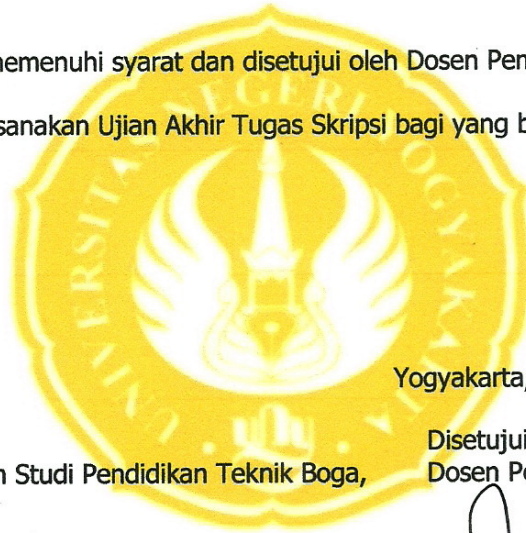 memenuhi syarat dan disetujui oleh Dosen Pem
sanakan Ujian Akhir Tugas Skripsi bagi yang b
UNIVERSITAS NEGERI YOGYAKARTA
Yogyakarta,
Disetujui
Studi Pendidikan Teknik Boga, Dosen Pe